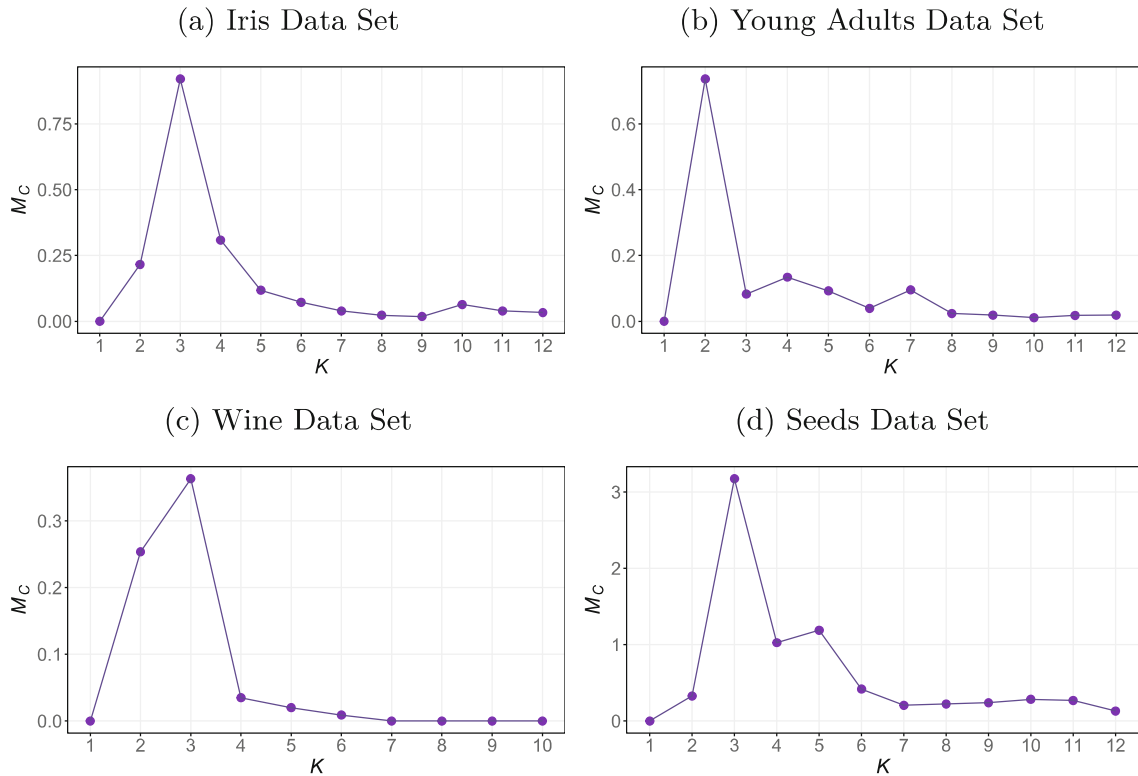 (a) Iris Data Set
0.75
0.50
0.25
0.00
M_C
1 2 3 4 5 6 7 8 9 10 11 12
K
(b) Young Adults Data Set
0.6
0.4
0.2
0.0
M_C
1 2 3 4 5 6 7 8 9 10 11 12
K
(c) Wine Data Set
0.3
0.2
0.1
0.0
M_C
1 2 3 4 5 6 7 8 9 10
K
(d) Seeds Data Set
3
2
1
0
M_C
1 2 3 4 5 6 7 8 9 10 11 12
K